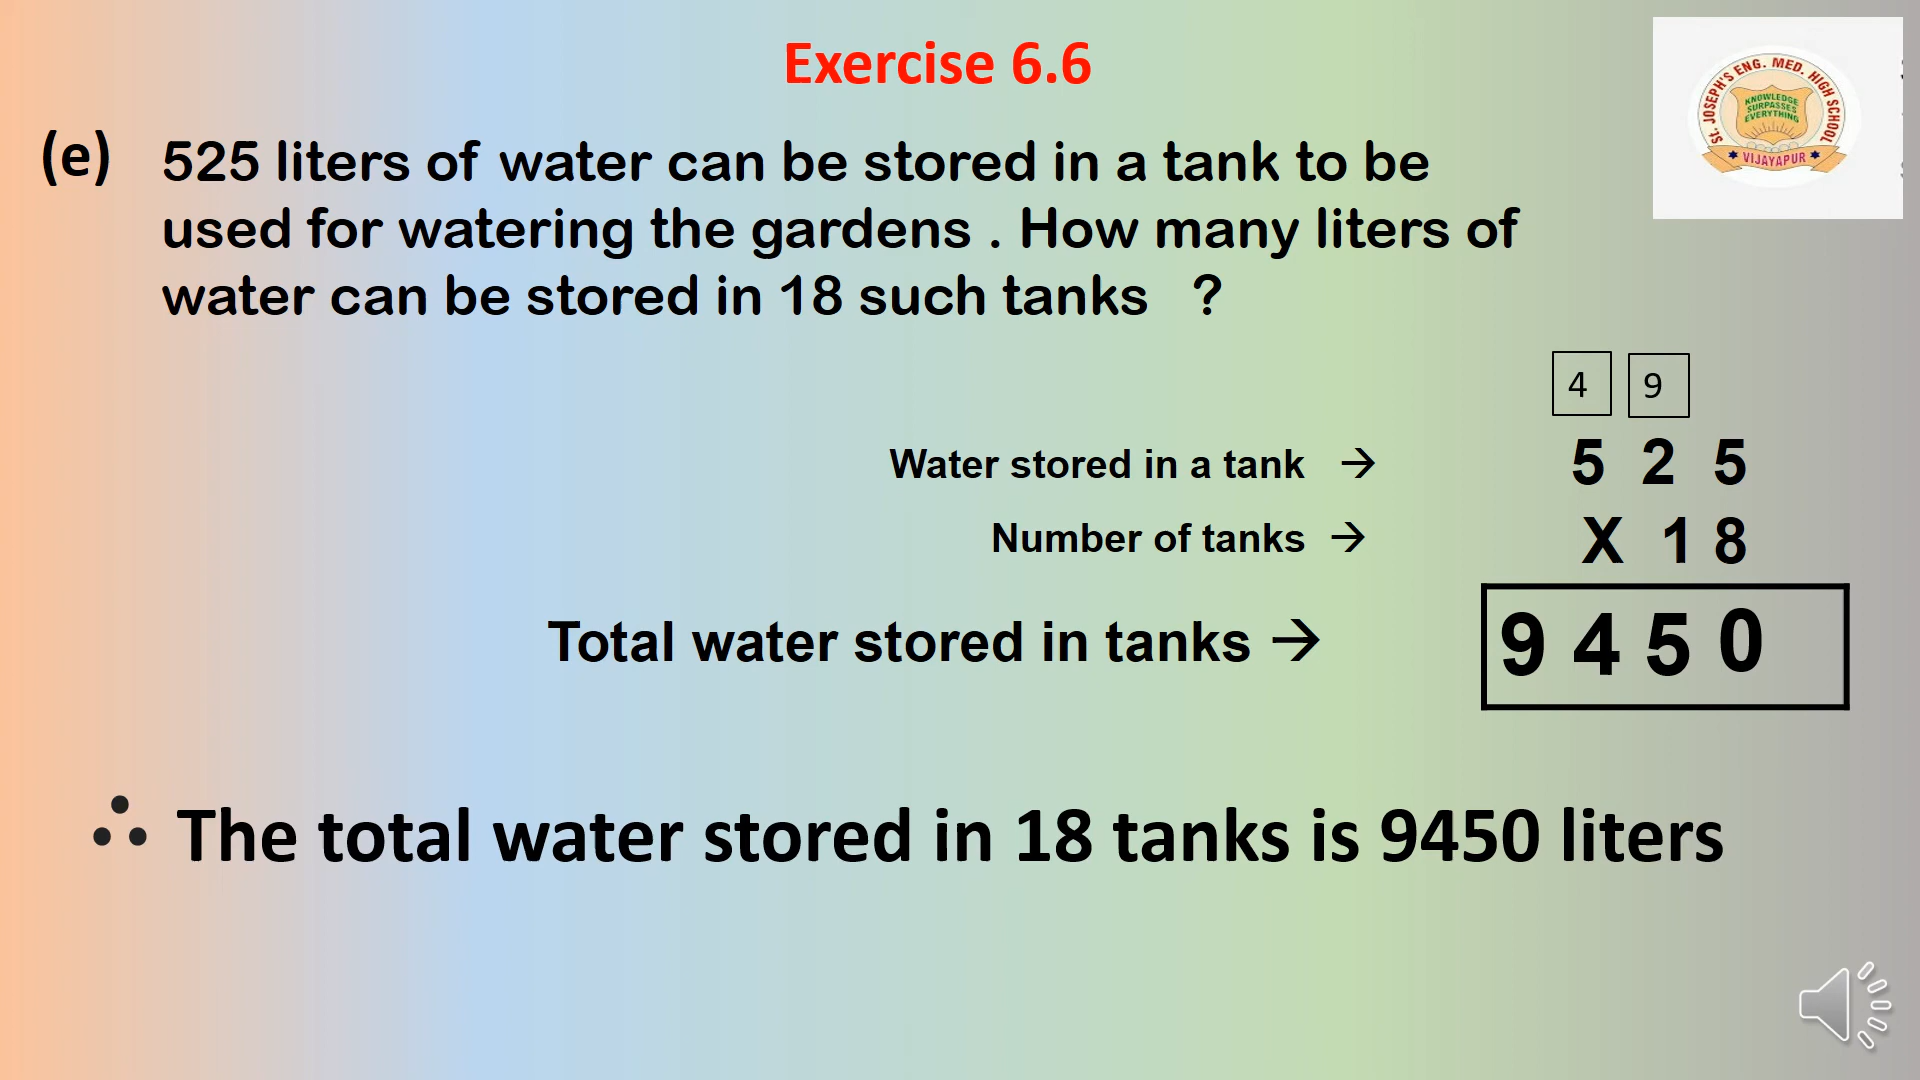 Exercise 6.6
St. JOSEPH'S ENG. MED. HIGH SCHOOL
KNOWLEDGE
SURPASSES
EVERYTHING
VIJAYAPUR
(e) 525 liters of water can be stored in a tank to be
used for watering the gardens . How many liters of
water can be stored in 18 such tanks ?
4 9
Water stored in a tank → 5 2 5
Number of tanks → X 1 8
Total water stored in tanks → 9 4 5 0
∴ The total water stored in 18 tanks is 9450 liters